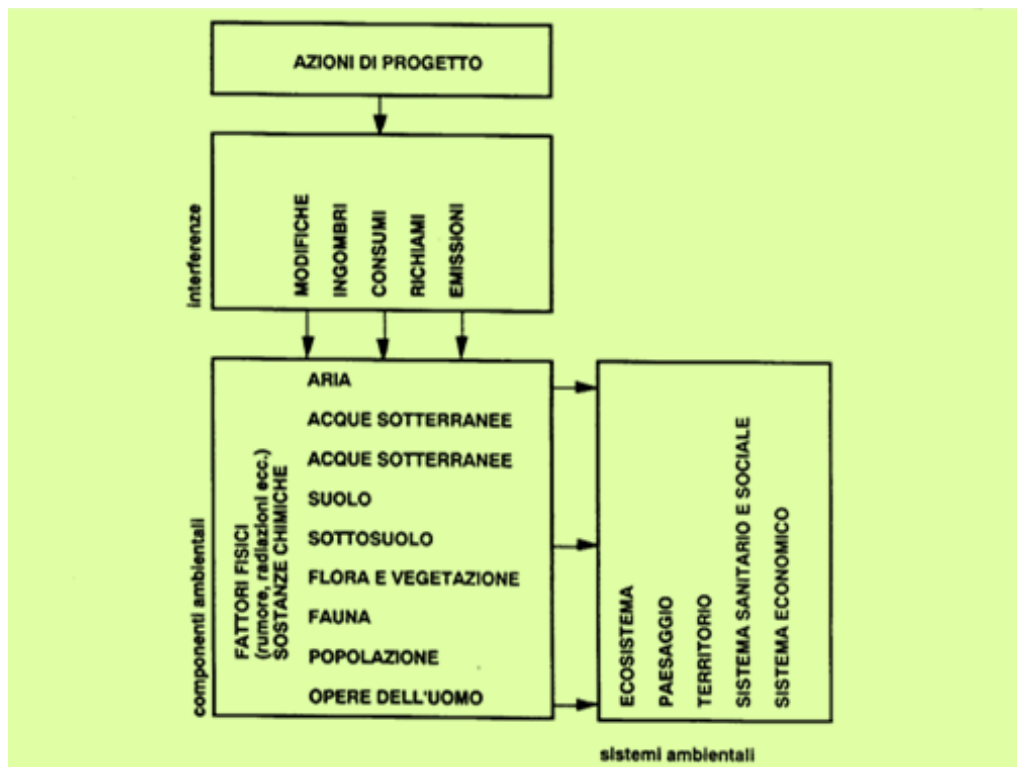 AZIONI DI PROGETTO
interferenze
MODIFICHE
INGOMBRI
CONSUMI
RICHIAMI
EMISSIONI
componenti ambientali
FATTORI FISICI
(rumore, radiazioni ecc.)
SOSTANZE CHIMICHE
ARIA
ACQUE SOTTERRANEE
ACQUE SOTTERRANEE
SUOLO
SOTTOSUOLO
FLORA E VEGETAZIONE
FAUNA
POPOLAZIONE
OPERE DELL'UOMO
ECOSISTEMA
PAESAGGIO
TERRITORIO
SISTEMA SANITARIO E SOCIALE
SISTEMA ECONOMICO
sistemi ambientali